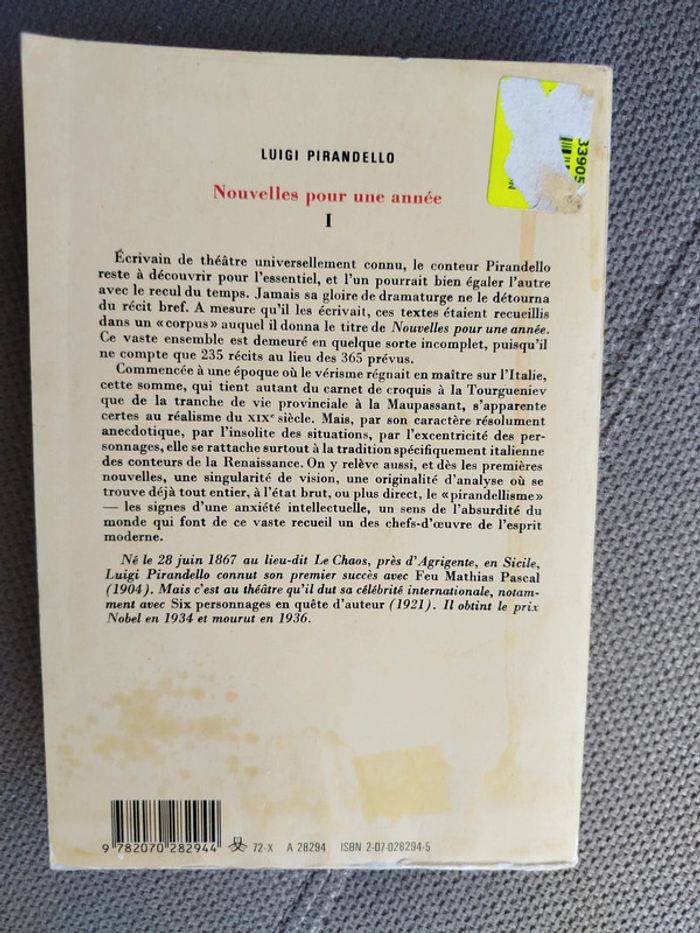 LUIGI PIRANDELLO
Nouvelles pour une année
I
Écrivain de théâtre universellement connu, le conteur Pirandello
reste à découvrir pour l'essentiel, et l'un pourrait bien égaler l'autre
avec le recul du temps. Jamais sa gloire de dramaturge ne le détourna
du récit bref. A mesure qu'il les écrivait, ces textes étaient recueillis
dans un «corpus» auquel il donna le titre de Nouvelles pour une année.
Ce vaste ensemble est demeuré en quelque sorte incomplet, puisqu'il
ne compte que 235 récits au lieu des 365 prévus.
Commencée à une époque où le vérisme régnait en maître sur l'Italie,
cette somme, qui tient autant du carnet de croquis à la Tourgueniev
que de la tranche de vie provinciale à la Maupassant, s'apparente
certes au réalisme du XIXe siècle. Mais, par son caractère résolument
anecdotique, par l'insolite des situations, par l'excentricité des per-
sonnages, elle se rattache surtout à la tradition spécifiquement italienne
des conteurs de la Renaissance. On y relève aussi, et dès les premières
nouvelles, une singularité de vision, une originalité d'analyse où se
trouve déjà tout entier, à l'état brut, ou plus direct, le «pirandellisme»
— les signes d'une anxiété intellectuelle, un sens de l'absurdité du
monde qui font de ce vaste recueil un des chefs-d'œuvre de l'esprit
moderne.
Né le 28 juin 1867 au lieu-dit Le Chaos, près d'Agrigente, en Sicile,
Luigi Pirandello connut son premier succès avec Feu Mathias Pascal
(1904). Mais c'est au théâtre qu'il dut sa célébrité internationale, notam-
ment avec Six personnages en quête d'auteur (1921). Il obtint le prix
Nobel en 1934 et mourut en 1936.
33905
9 782070 282944 72-X A 28294 ISBN 2-07-028294-5